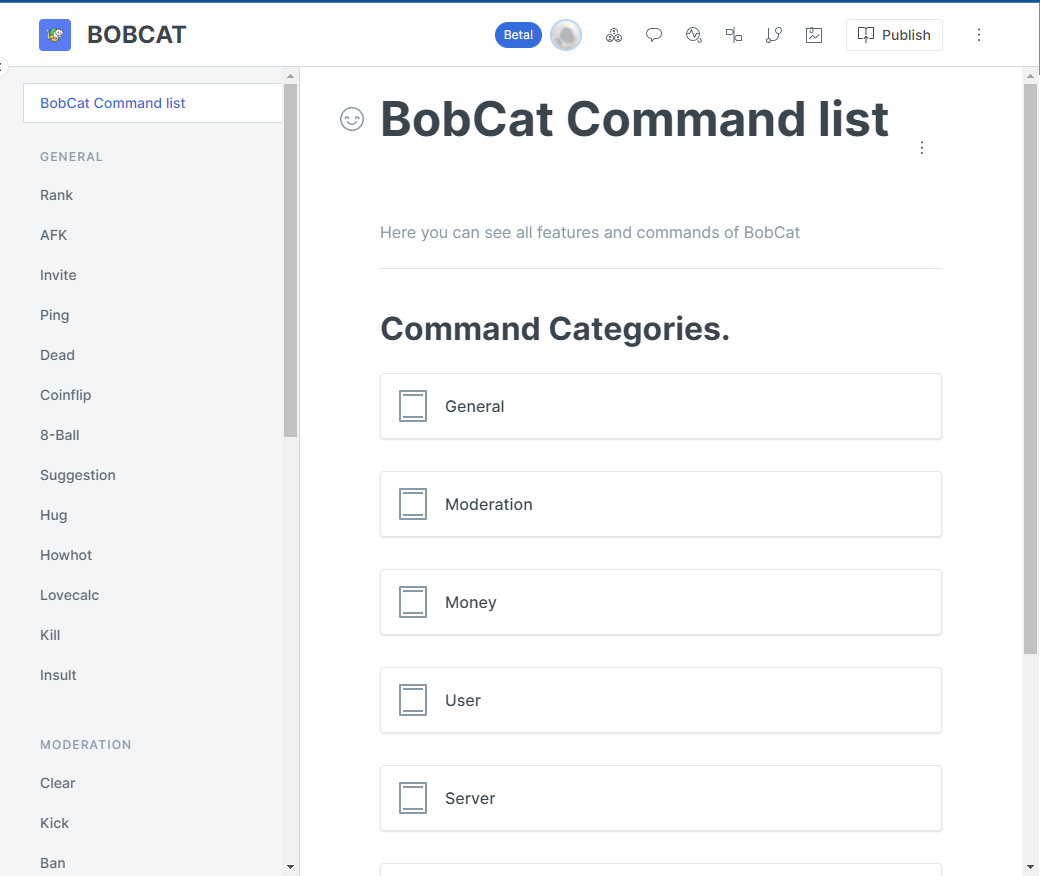 BOBCAT
Beta!
Publish
BobCat Command list
GENERAL
Rank
AFK
Invite
Ping
Dead
Coinflip
8-Ball
Suggestion
Hug
Howhot
Lovecalc
Kill
Insult
MODERATION
Clear
Kick
Ban
BobCat Command list
Here you can see all features and commands of BobCat
Command Categories.
General
Moderation
Money
User
Server